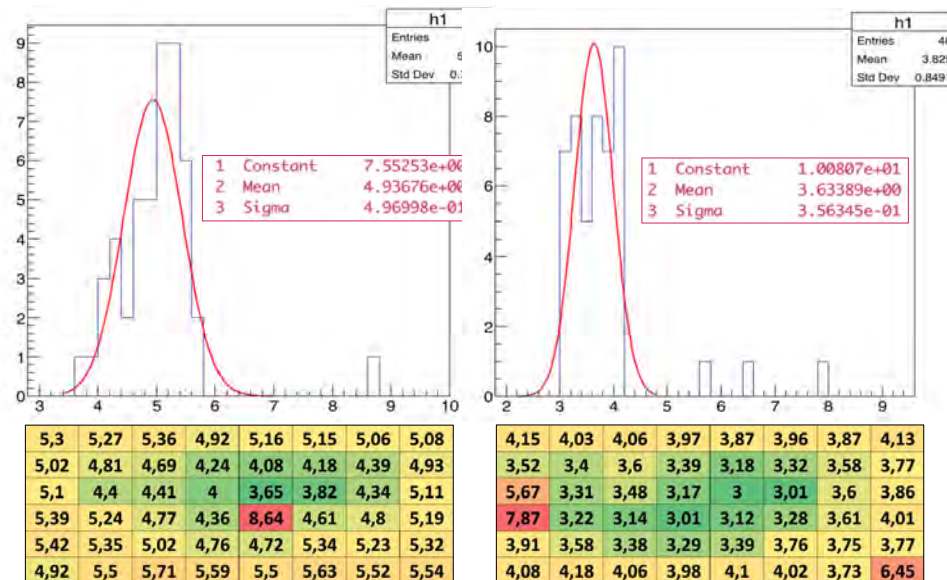 h1
Entries
Mean 5
Std Dev 0.
9
8
7
6
5
4
3
2
1
0
3 4 5 6 7 8 9 10
1 Constant 7.55253e+00
2 Mean 4.93676e+00
3 Sigma 4.96998e-01
h1
Entries
Mean 3.825
Std Dev 0.849
10
8
6
4
2
0
2 3 4 5 6 7 8 9
1 Constant 1.00807e+01
2 Mean 3.63389e+00
3 Sigma 3.56345e-01
5,3 5,27 5,36 4,92 5,16 5,15 5,06 5,08
5,02 4,81 4,69 4,24 4,08 4,18 4,39 4,93
5,1 4,4 4,41 4 3,65 3,82 4,34 5,11
5,39 5,24 4,77 4,36 8,64 4,61 4,8 5,19
5,42 5,35 5,02 4,76 4,72 5,34 5,23 5,32
4,92 5,5 5,71 5,59 5,5 5,63 5,52 5,54
4,15 4,03 4,06 3,97 3,87 3,96 3,87 4,13
3,52 3,4 3,6 3,39 3,18 3,32 3,58 3,77
5,67 3,31 3,48 3,17 3 3,01 3,6 3,86
7,87 3,22 3,14 3,01 3,12 3,28 3,61 4,01
3,91 3,58 3,38 3,29 3,39 3,76 3,75 3,77
4,08 4,18 4,06 3,98 4,1 4,02 3,73 6,45